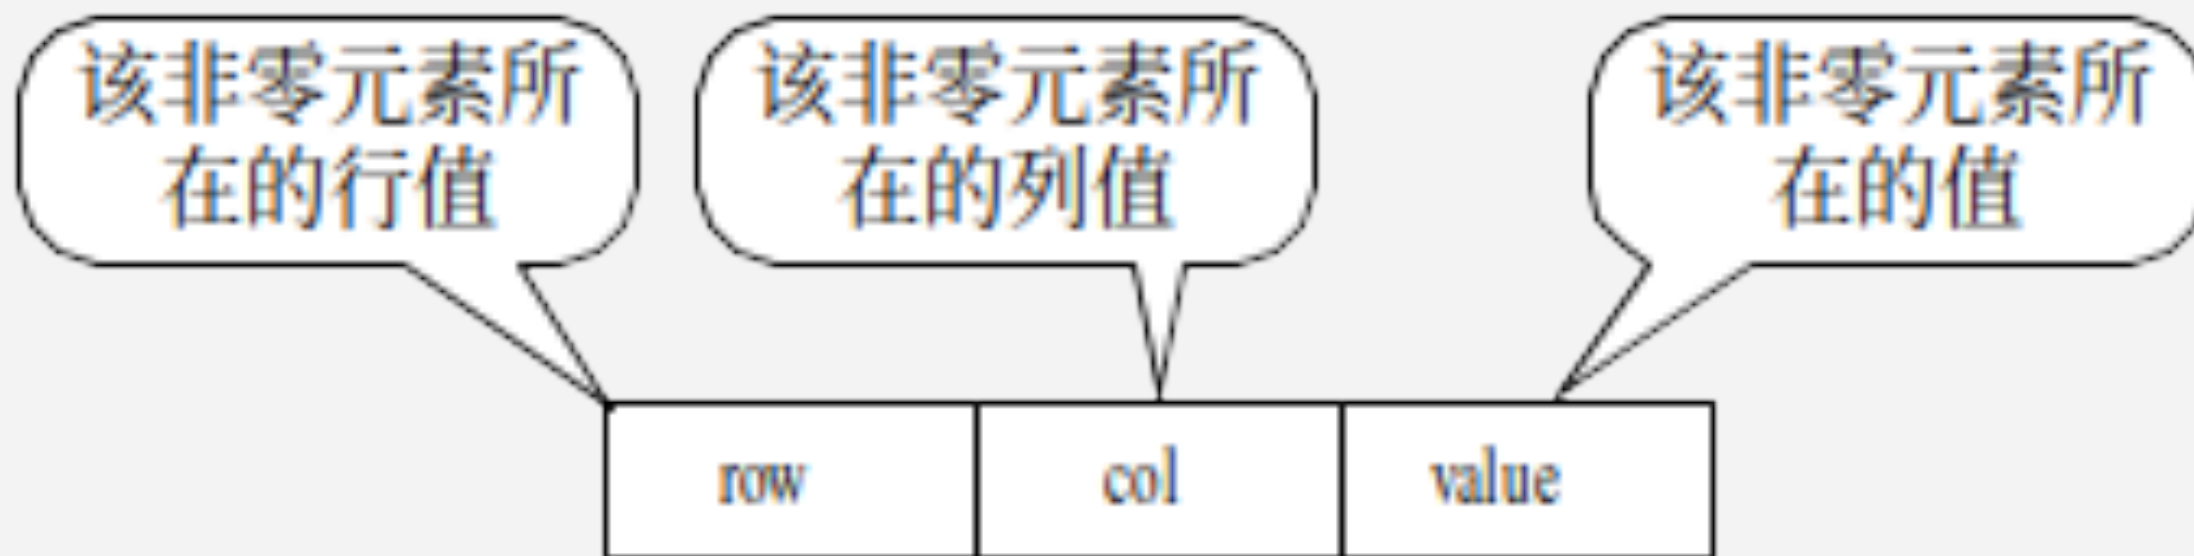 该非零元素所
在的行值
该非零元素所
在的列值
该非零元素所
在的值
row
col
value